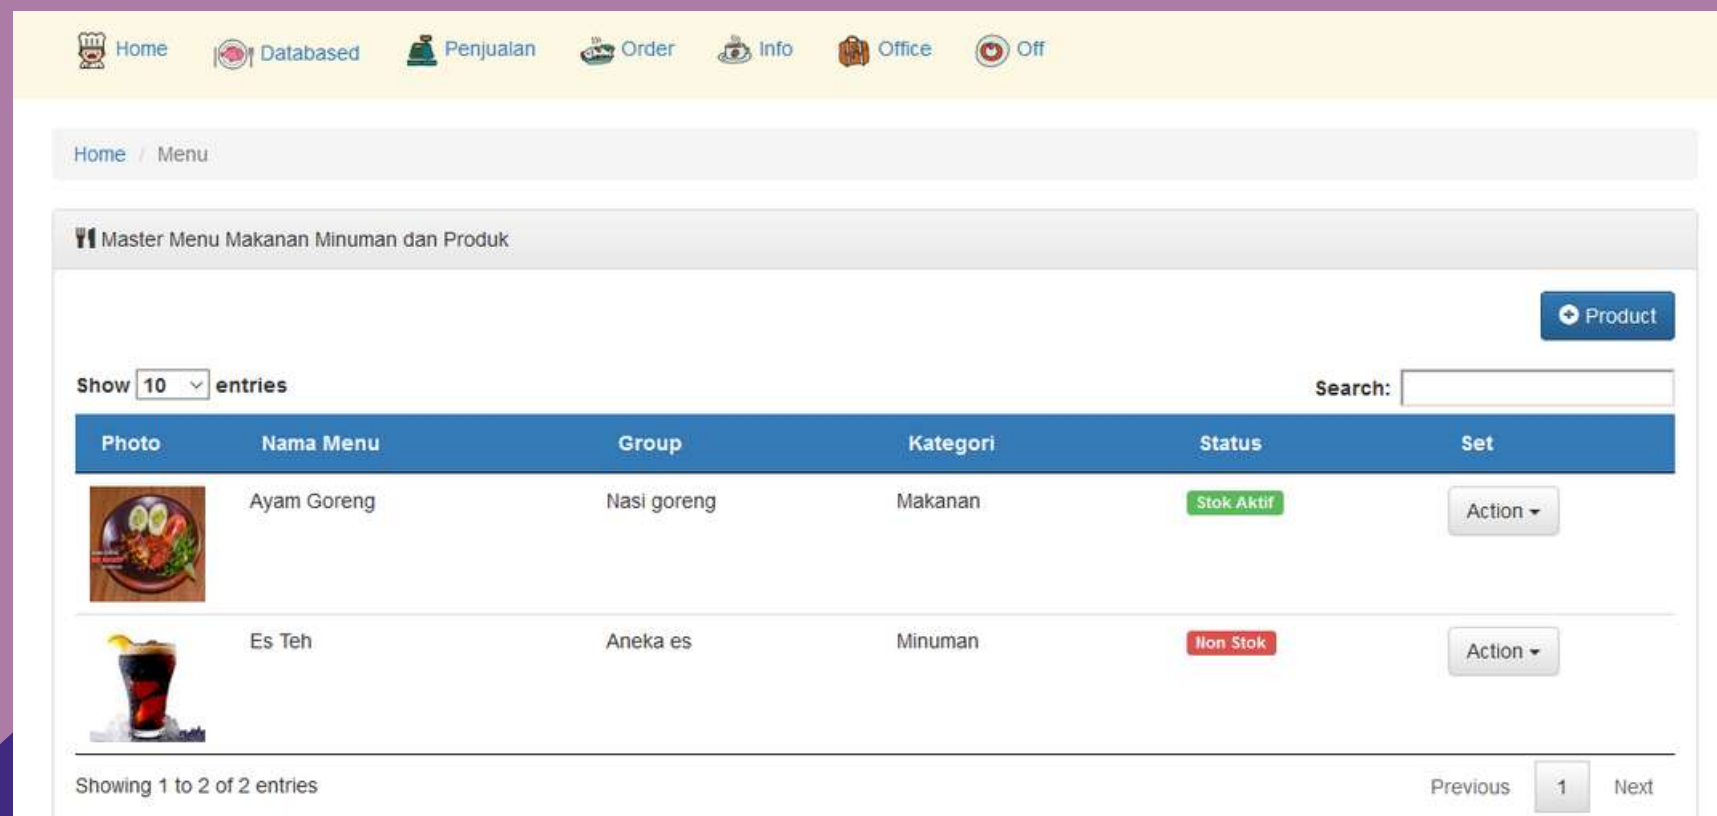 Home Databased Penjualan Order Info Office Off
Home / Menu
Master Menu Makanan Minuman dan Produk
Product
Show 10 entries Search:
Photo Nama Menu Group Kategori Status Set
Ayam Goreng Nasi goreng Makanan Stok Aktif Action
Es Teh Aneka es Minuman Non Stok Action
Showing 1 to 2 of 2 entries Previous 1 Next